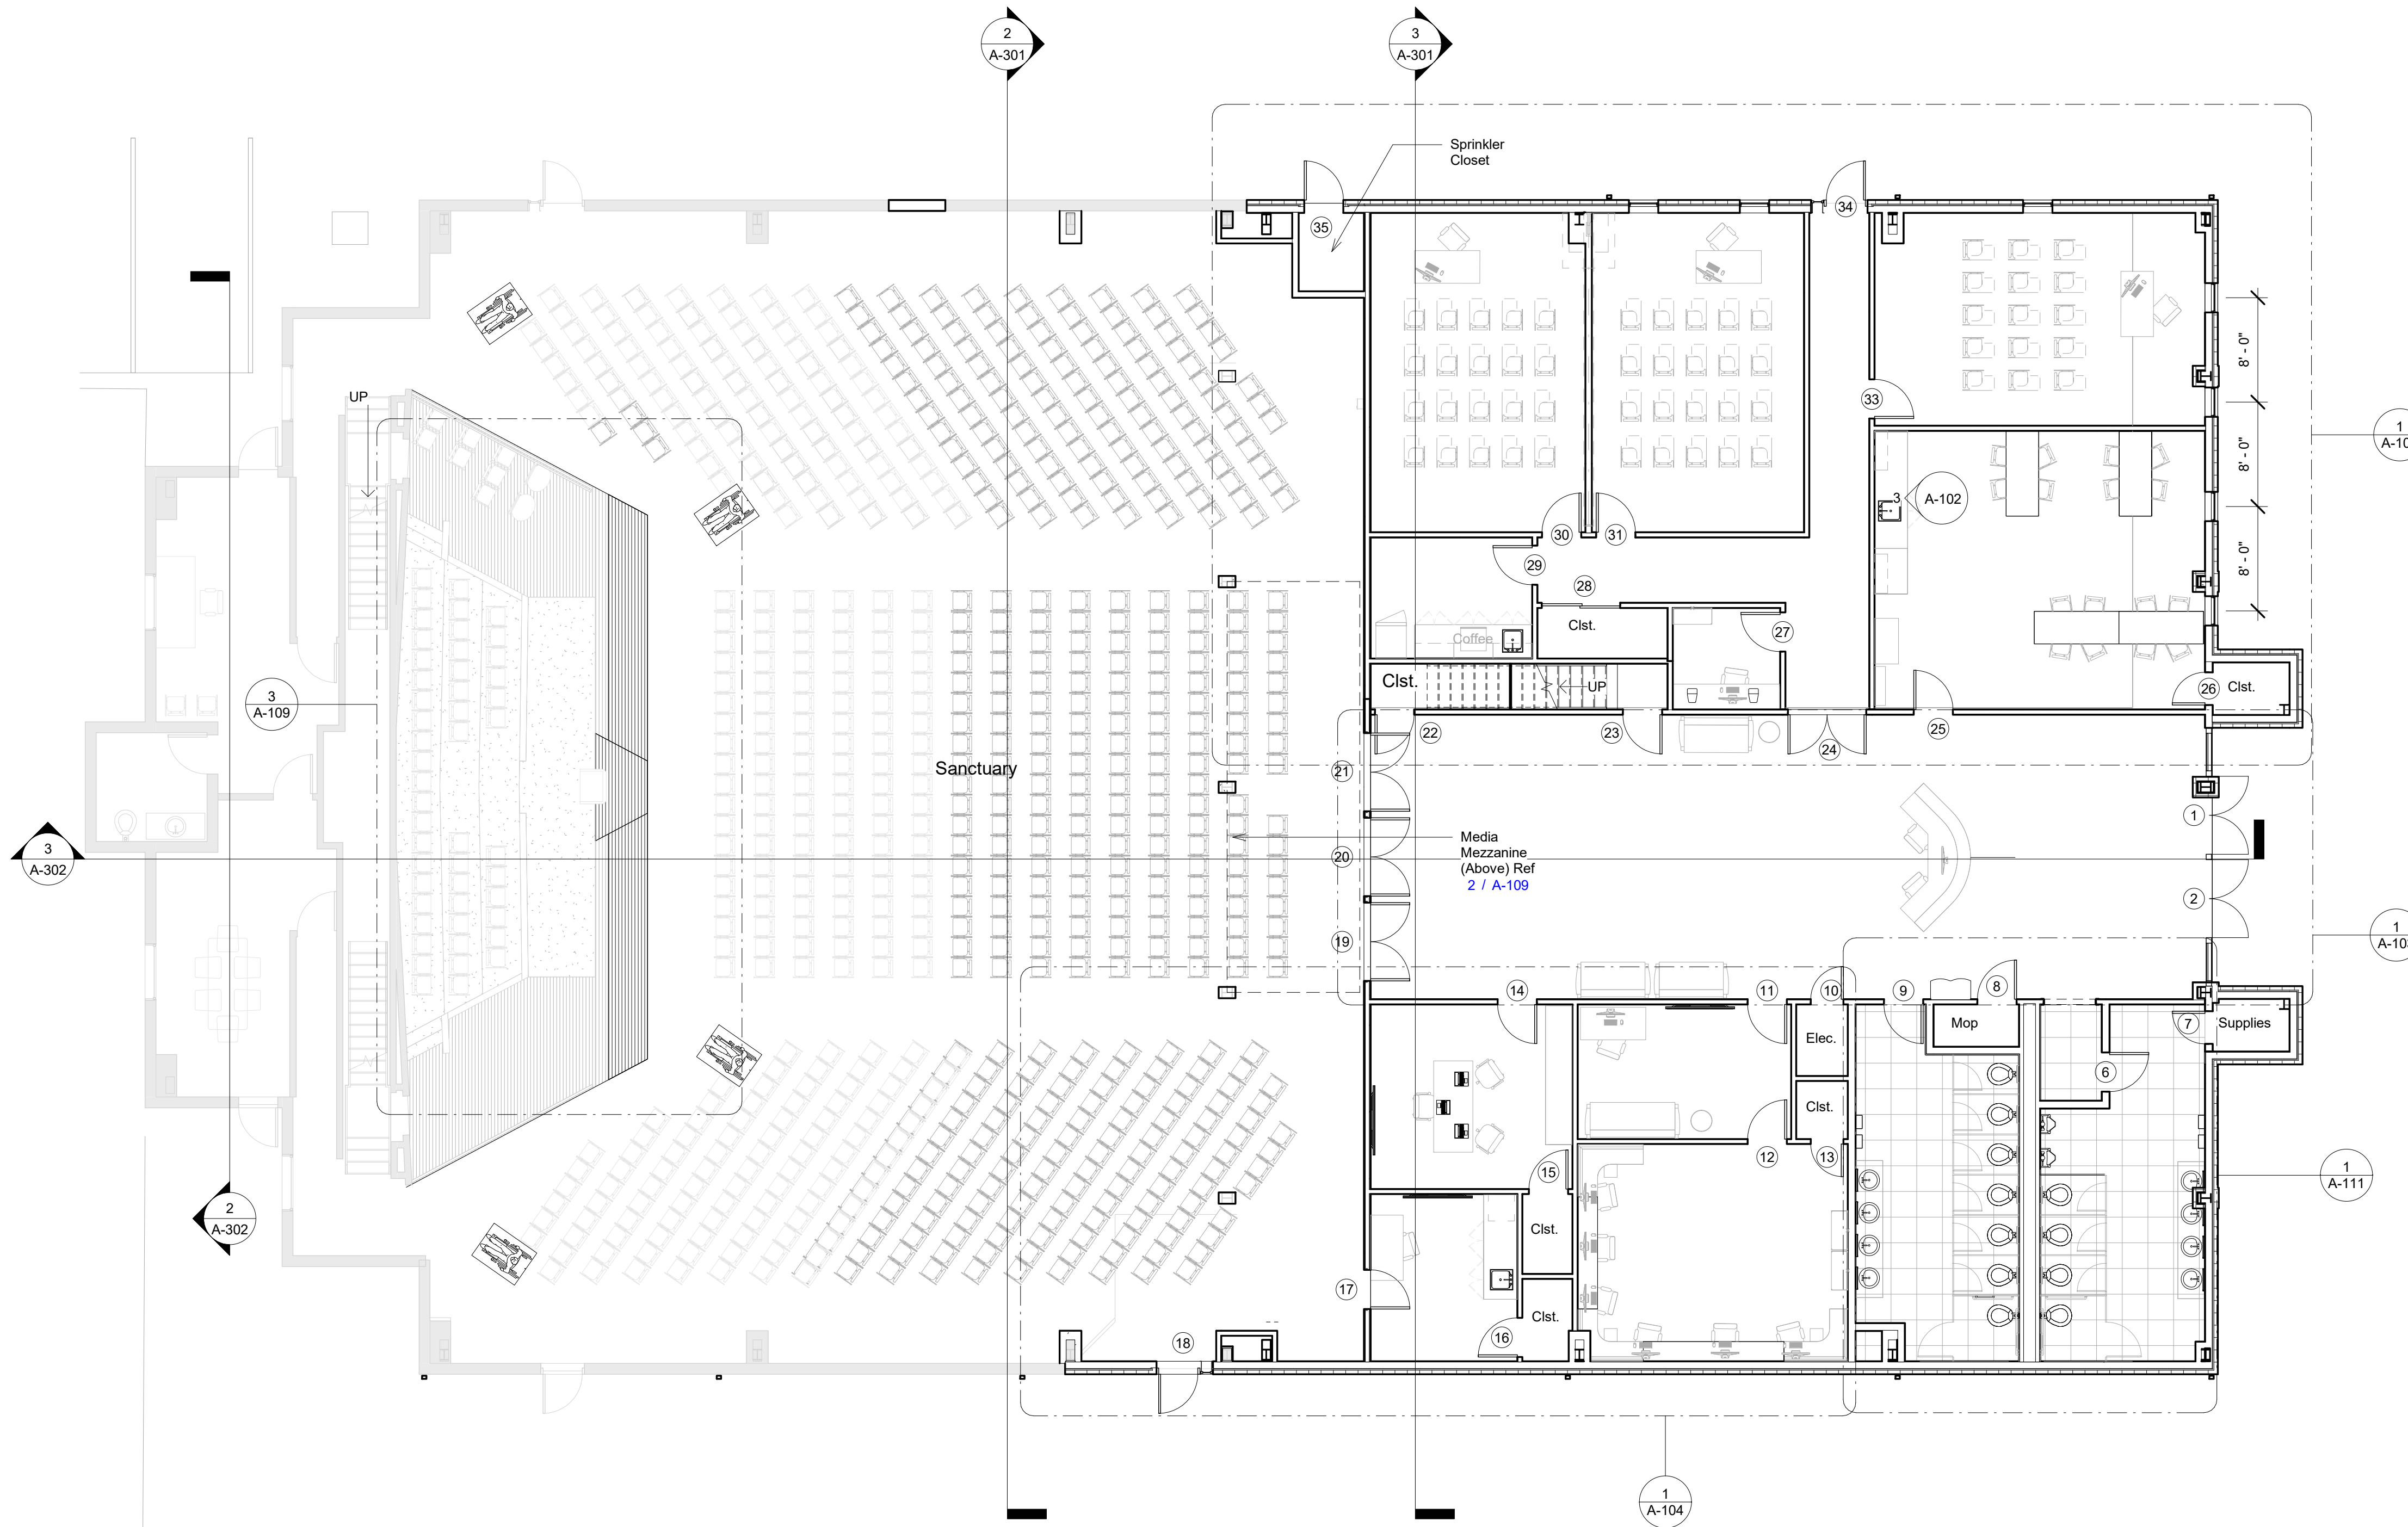 2
A-301
3
A-301
Sprinkler
Closet
35
34
8' - 0"
UP
33
1
8' - 0"
3
A-102
30
31
8' - 0"
29
28
Clst.
27
Coffee
Clst.
UP
26
Clst.
3
A-109
22
23
24
25
Sanctuary
21
1
Media
Mezzanine
(Above) Ref
2 / A-109
3
A-302
20
2
19
1
14
11
10
9
8
Mop
7
Supplies
Elec.
6
Clst.
12
13
15
1
A-111
2
A-302
Clst.
17
Clst.
16
18
1
A-104